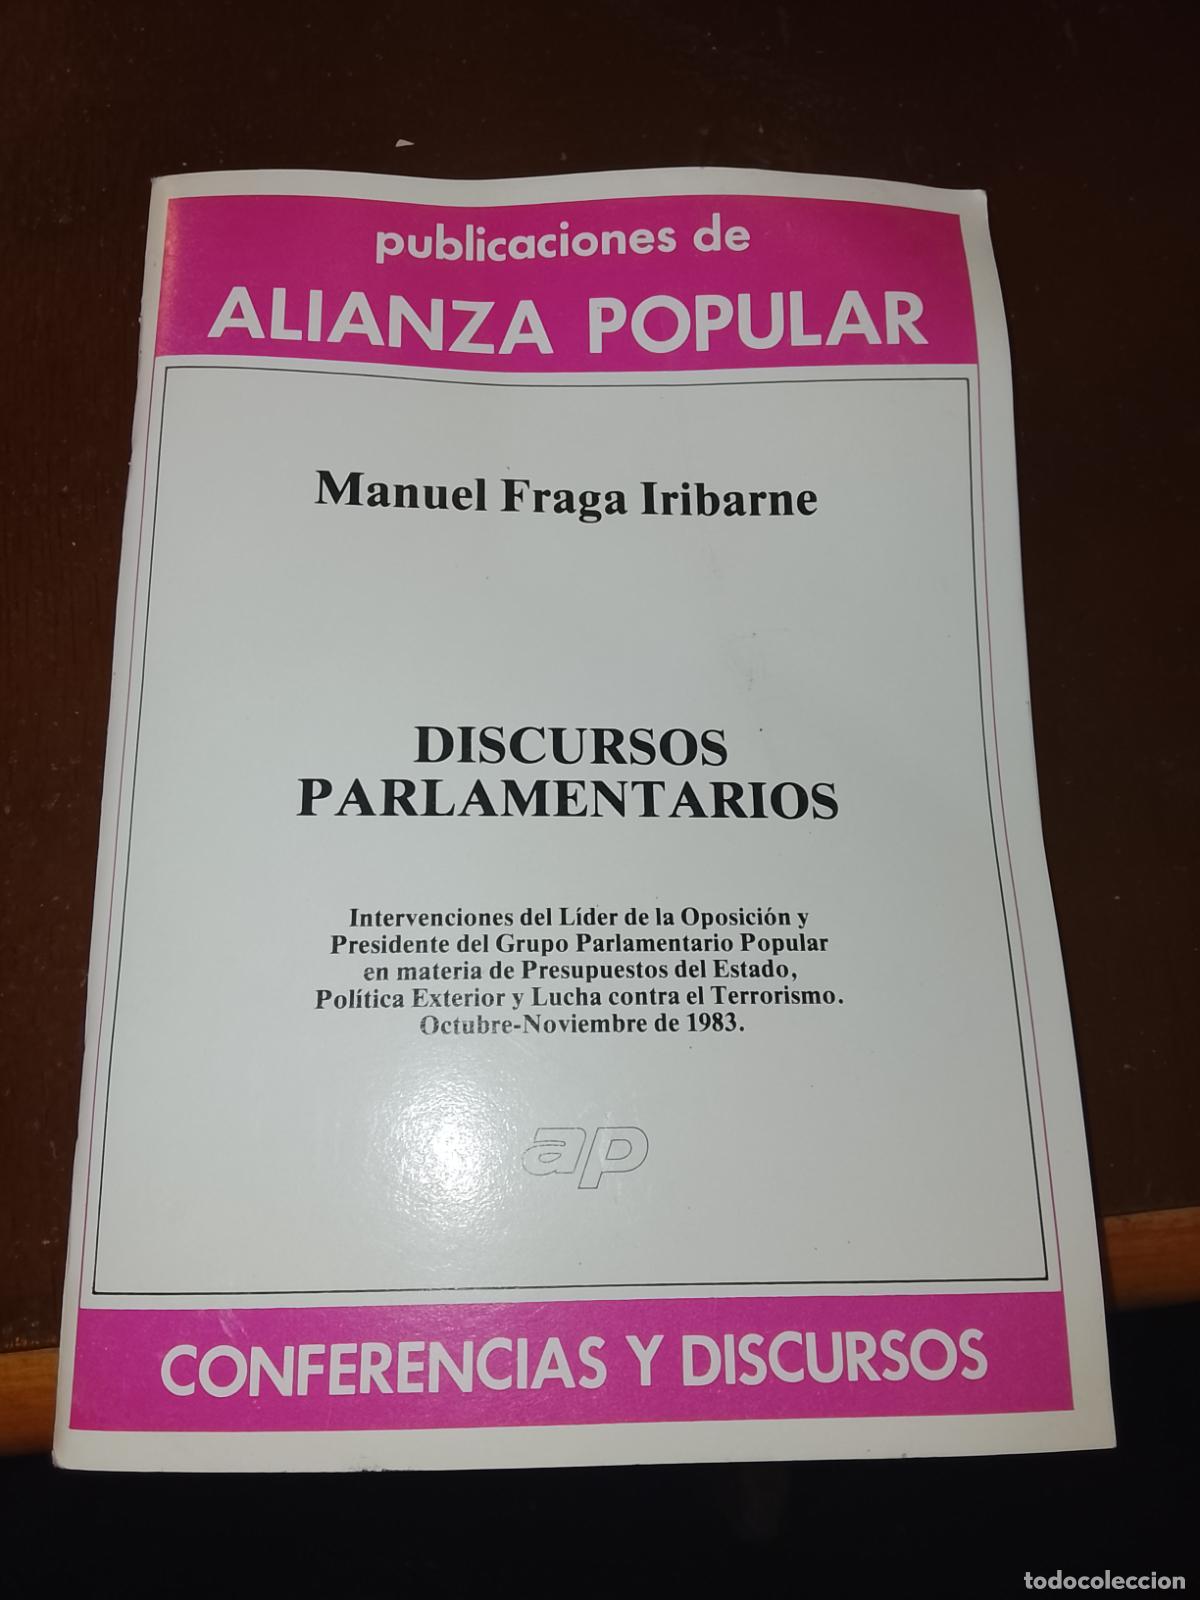 publicaciones de
ALIANZA POPULAR
Manuel Fraga Iribarne
DISCURSOS
PARLAMENTARIOS
Intervenciones del Líder de la Oposición y
Presidente del Grupo Parlamentario Popular
en materia de Presupuestos del Estado,
Política Exterior y Lucha contra el Terrorismo.
Octubre-Noviembre de 1983.
ap
CONFERENCIAS Y DISCURSOS
todocoleccion